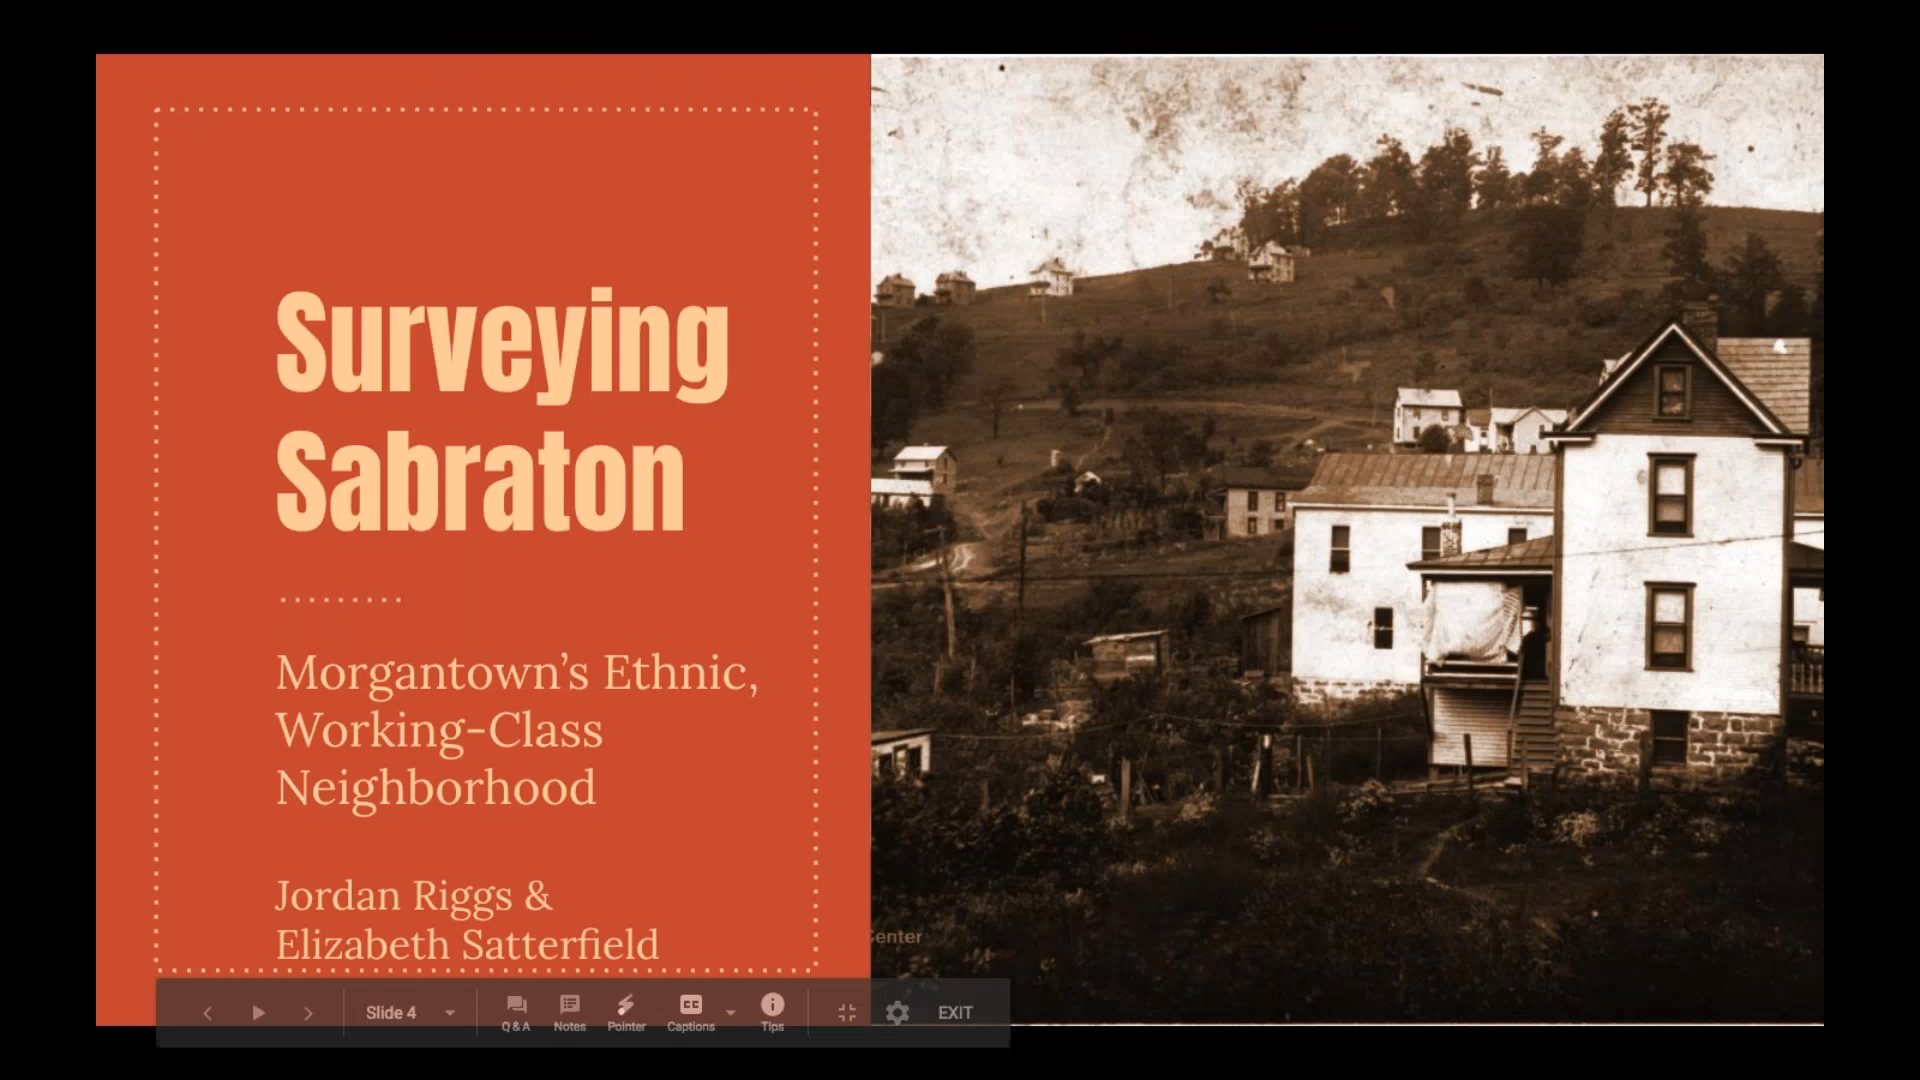 Surveying
Sabraton
Morgantown's Ethnic,
Working-Class
Neighborhood
Jordan Riggs &
Elizabeth Satterfield
Slide 4
Q & A
Notes
Pointer
Captions
Tips
EXIT